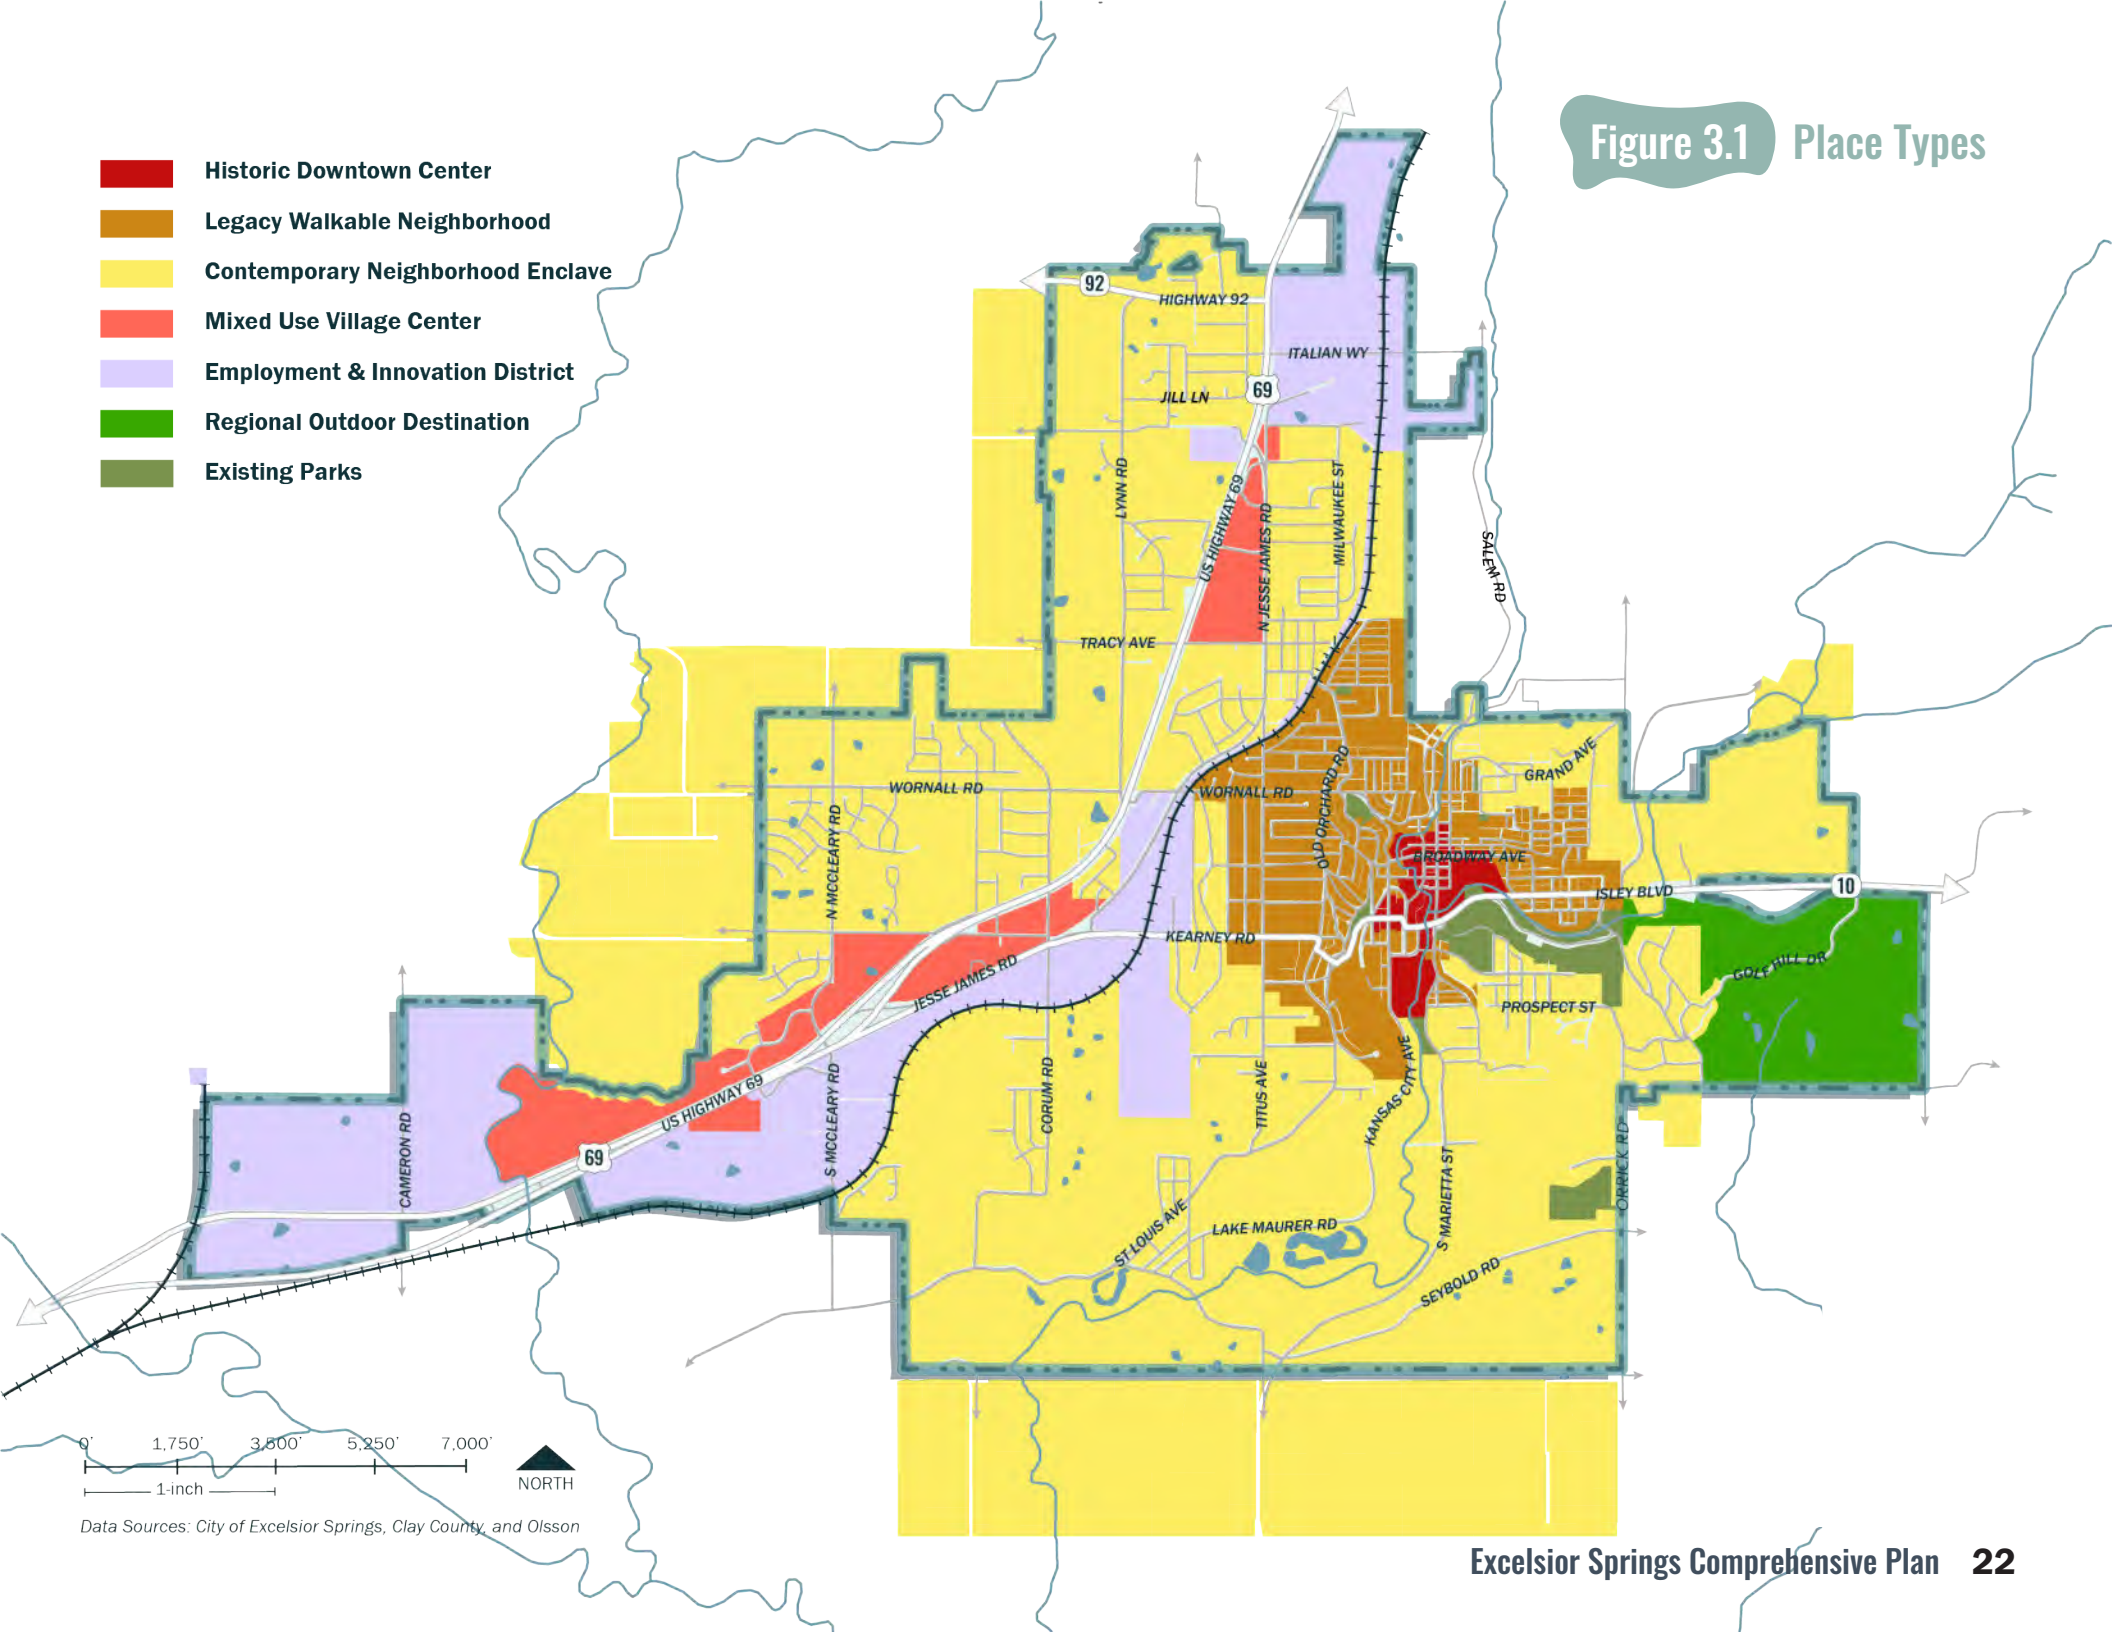 Figure 3.1 Place Types
Historic Downtown Center
Legacy Walkable Neighborhood
Contemporary Neighborhood Enclave
Mixed Use Village Center
Employment & Innovation District
Regional Outdoor Destination
Existing Parks
92
HIGHWAY 92
ITALIAN WY
69
JILL LN
LYNN RD
US HIGHWAY 69
N JESSE JAMES RD
MILWAUKEE ST
SALEM RD
TRACY AVE
WORNALL RD
WORNALL RD
OLD ORCHARD RD
GRAND AVE
N MCCLEARY RD
BROADWAY AVE
ISLEY BLVD
10
KEARNEY RD
JESSE JAMES RD
GOLF HILL DR
PROSPECT ST
US HIGHWAY 69
69
CAMERON RD
S MCCLEARY RD
CORUM RD
TITUS AVE
KANSAS CITY AVE
S MARIETTA ST
ORRICK RD
ST LOUIS AVE
LAKE MAURER RD
SEYBOLD RD
0' 1,750' 3,500' 5,250' 7,000'
1-inch
NORTH
Data Sources: City of Excelsior Springs, Clay County, and Olsson
Excelsior Springs Comprehensive Plan 22